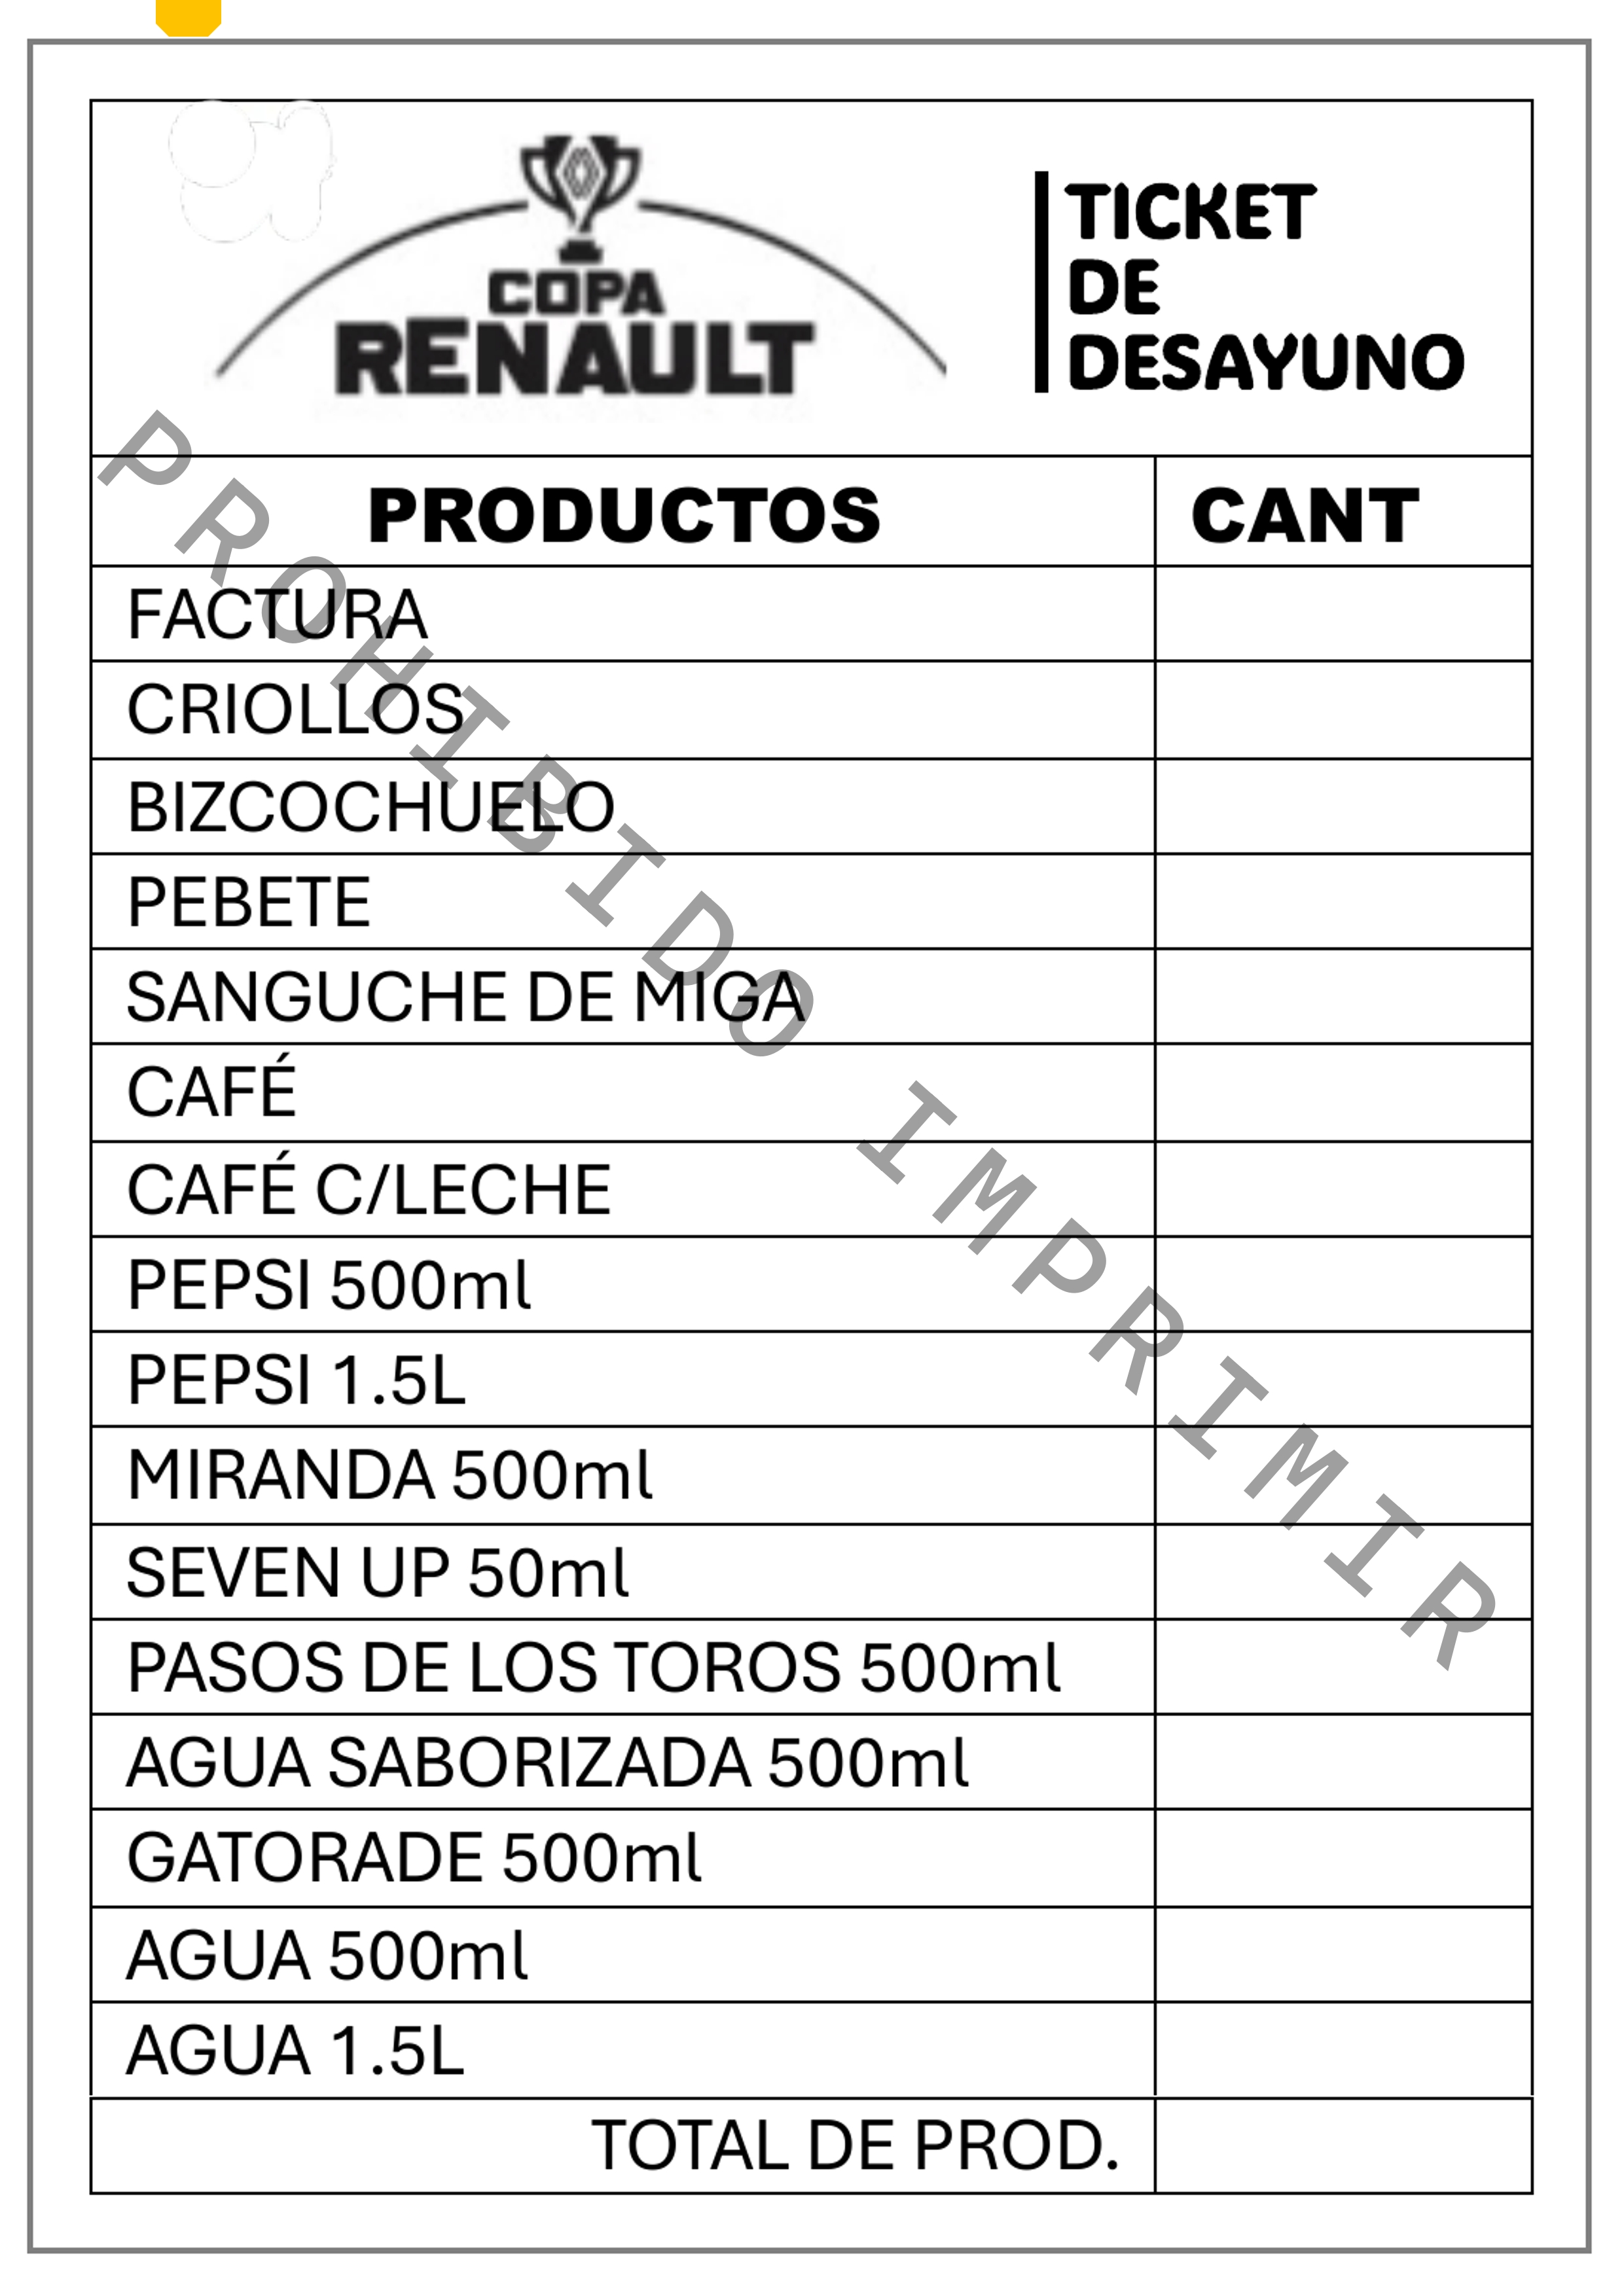 COPA
RENAULT
TICKET
DE
DESAYUNO
PRODUCTOS CANT
FACTURA
CRIOLLOS
BIZCOCHUELO
PEBETE
SANGUCHE DE MIGA
CAFÉ
CAFÉ C/LECHE
PEPSI 500ml
PEPSI 1.5L
MIRANDA 500ml
SEVEN UP 50ml
PASOS DE LOS TOROS 500ml
AGUA SABORIZADA 500ml
GATORADE 500ml
AGUA 500ml
AGUA 1.5L
TOTAL DE PROD.
PROHIBIDO IMPRIMIR